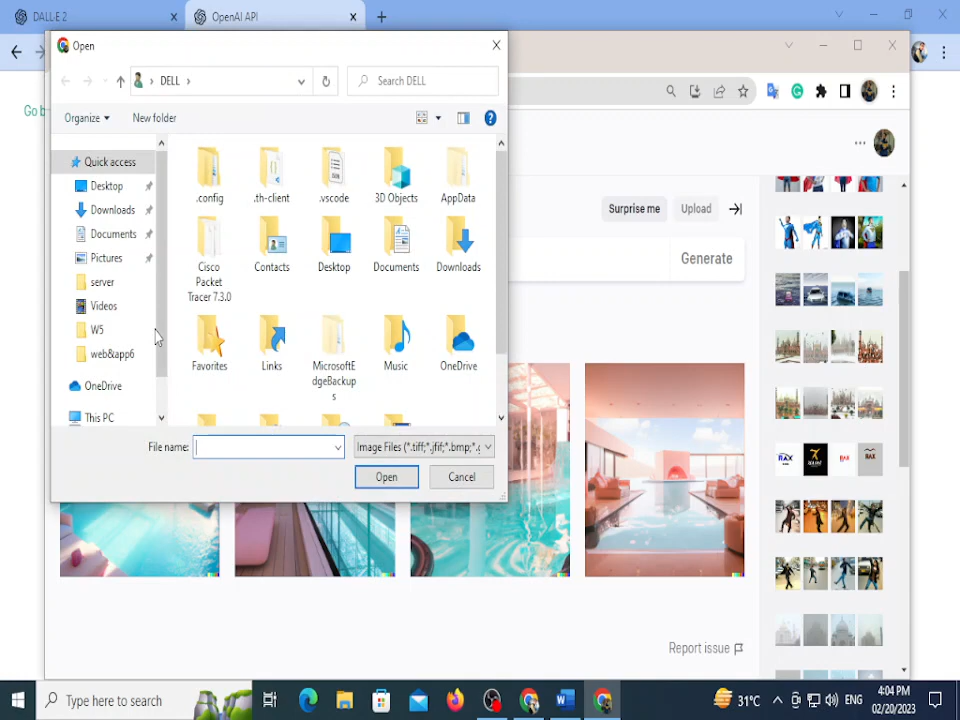 DALL·E 2
OpenAI API
Open
DELL
Search DELL
Organize
New folder
Quick access
Desktop
Downloads
Documents
Pictures
server
Videos
W5
web&app6
OneDrive
This PC
.config
.th-client
.vscode
3D Objects
AppData
Cisco
Packet
Tracer 7.3.0
Contacts
Desktop
Documents
Downloads
Favorites
Links
MicrosoftE
dgeBackup
s
Music
OneDrive
File name:
Image Files (*.tiff;*.jfif;*.bmp;*.g
Open
Cancel
Go b
Surprise me
Upload
Generate
Report issue
Type here to search
31°C
ENG
4:04 PM
02/20/2023